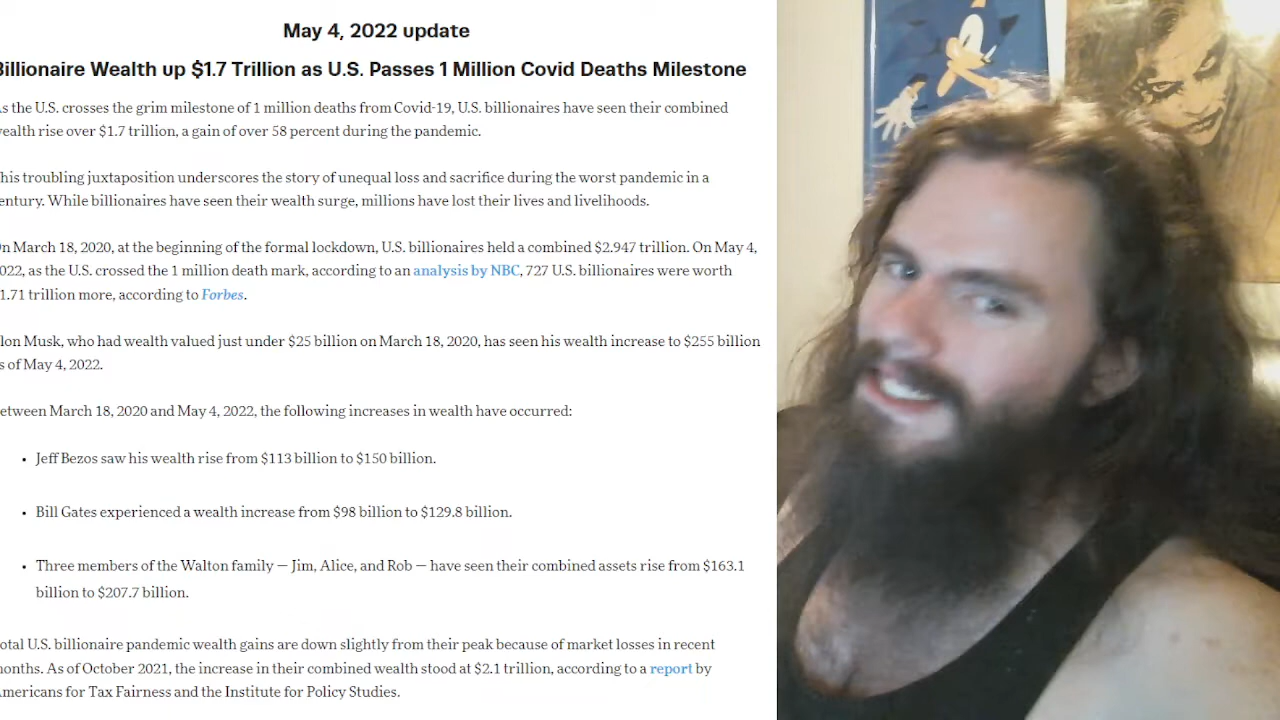 May 4, 2022 update
Billionaire Wealth up $1.7 Trillion as U.S. Passes 1 Million Covid Deaths Milestone
As the U.S. crosses the grim milestone of 1 million deaths from Covid-19, U.S. billionaires have seen their combined
wealth rise over $1.7 trillion, a gain of over 58 percent during the pandemic.
This troubling juxtaposition underscores the story of unequal loss and sacrifice during the worst pandemic in a
century. While billionaires have seen their wealth surge, millions have lost their lives and livelihoods.
On March 18, 2020, at the beginning of the formal lockdown, U.S. billionaires held a combined $2.947 trillion. On May 4,
2022, as the U.S. crossed the 1 million death mark, according to an analysis by NBC, 727 U.S. billionaires were worth
$1.71 trillion more, according to Forbes.
Elon Musk, who had wealth valued just under $25 billion on March 18, 2020, has seen his wealth increase to $255 billion
as of May 4, 2022.
Between March 18, 2020 and May 4, 2022, the following increases in wealth have occurred:
• Jeff Bezos saw his wealth rise from $113 billion to $150 billion.
• Bill Gates experienced a wealth increase from $98 billion to $129.8 billion.
• Three members of the Walton family — Jim, Alice, and Rob — have seen their combined assets rise from $163.1
billion to $207.7 billion.
Total U.S. billionaire pandemic wealth gains are down slightly from their peak because of market losses in recent
months. As of October 2021, the increase in their combined wealth stood at $2.1 trillion, according to a report by
Americans for Tax Fairness and the Institute for Policy Studies.